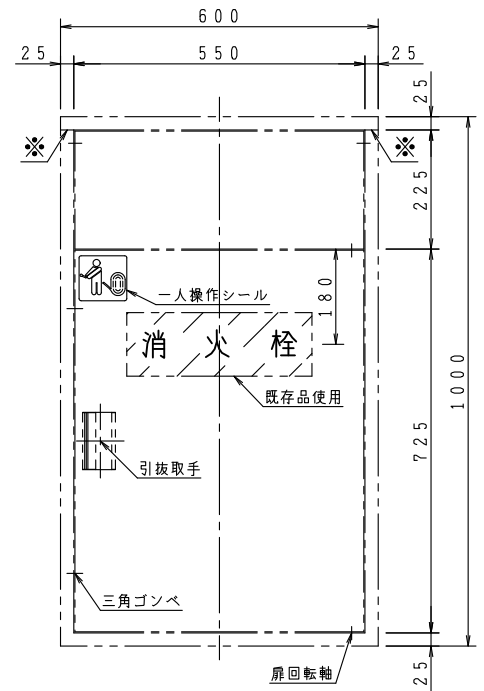 600
25
550
25
25
※
※
225
一人操作シール
180
消火栓
既存品使用
1000
725
引抜取手
三角ゴンベ
扉回転軸
25